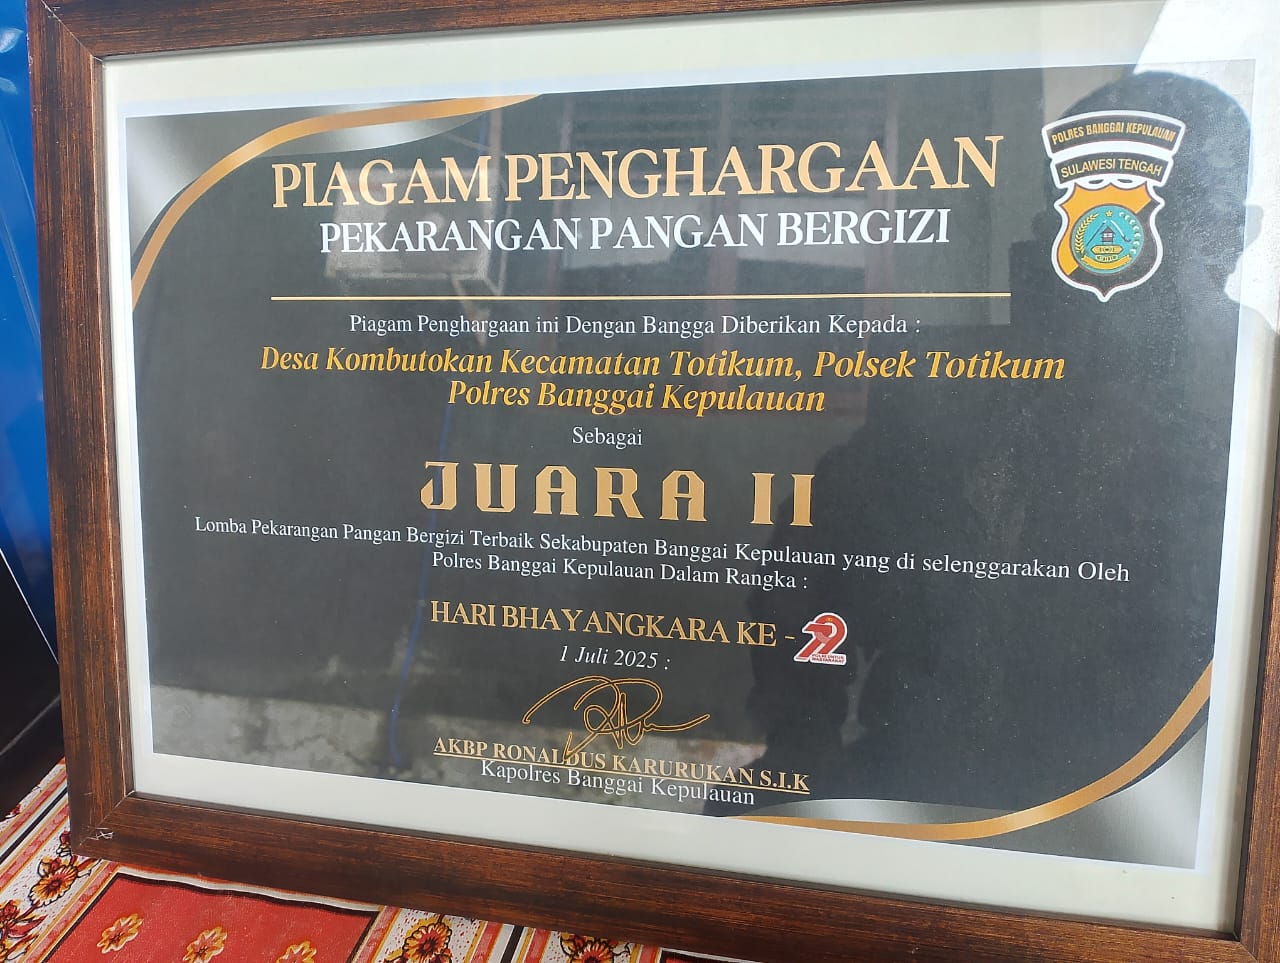 POLRES BANGGAI KEPULAUAN
SULAWESI TENGAH
PIAGAM PENGHARGAAN
PEKARANGAN PANGAN BERGIZI
Piagam Penghargaan ini Dengan Bangga Diberikan Kepada :
Desa Kombutokan Kecamatan Totikum, Polsek Totikum
Polres Banggai Kepulauan
Sebagai
JUARA II
Lomba Pekarangan Pangan Bergizi Terbaik Sekabupaten Banggai Kepulauan yang di selenggarakan Oleh
Polres Banggai Kepulauan Dalam Rangka :
HARI BHAYANGKARA KE - 79
POLRI UNTUK
MASYARAKAT
1 Juli 2025 :
AKBP RONALDUS KARURUKAN S.I.K
Kapolres Banggai Kepulauan